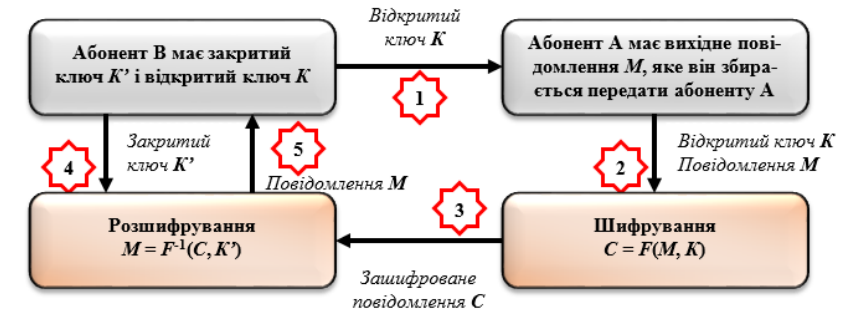 Абонент В має закритий
ключ K’ і відкритий ключ K
Відкритий
ключ K
1
Абонент А має вихідне пові-
домлення M, яке він збира-
ється передати абоненту А
4
Закритий
ключ K’
5
Повідомлення M
2
Відкритий ключ K
Повідомлення M
Розшифрування
M = F-1(C, K’)
3
Зашифроване
повідомлення C
Шифрування
C = F(M, K)